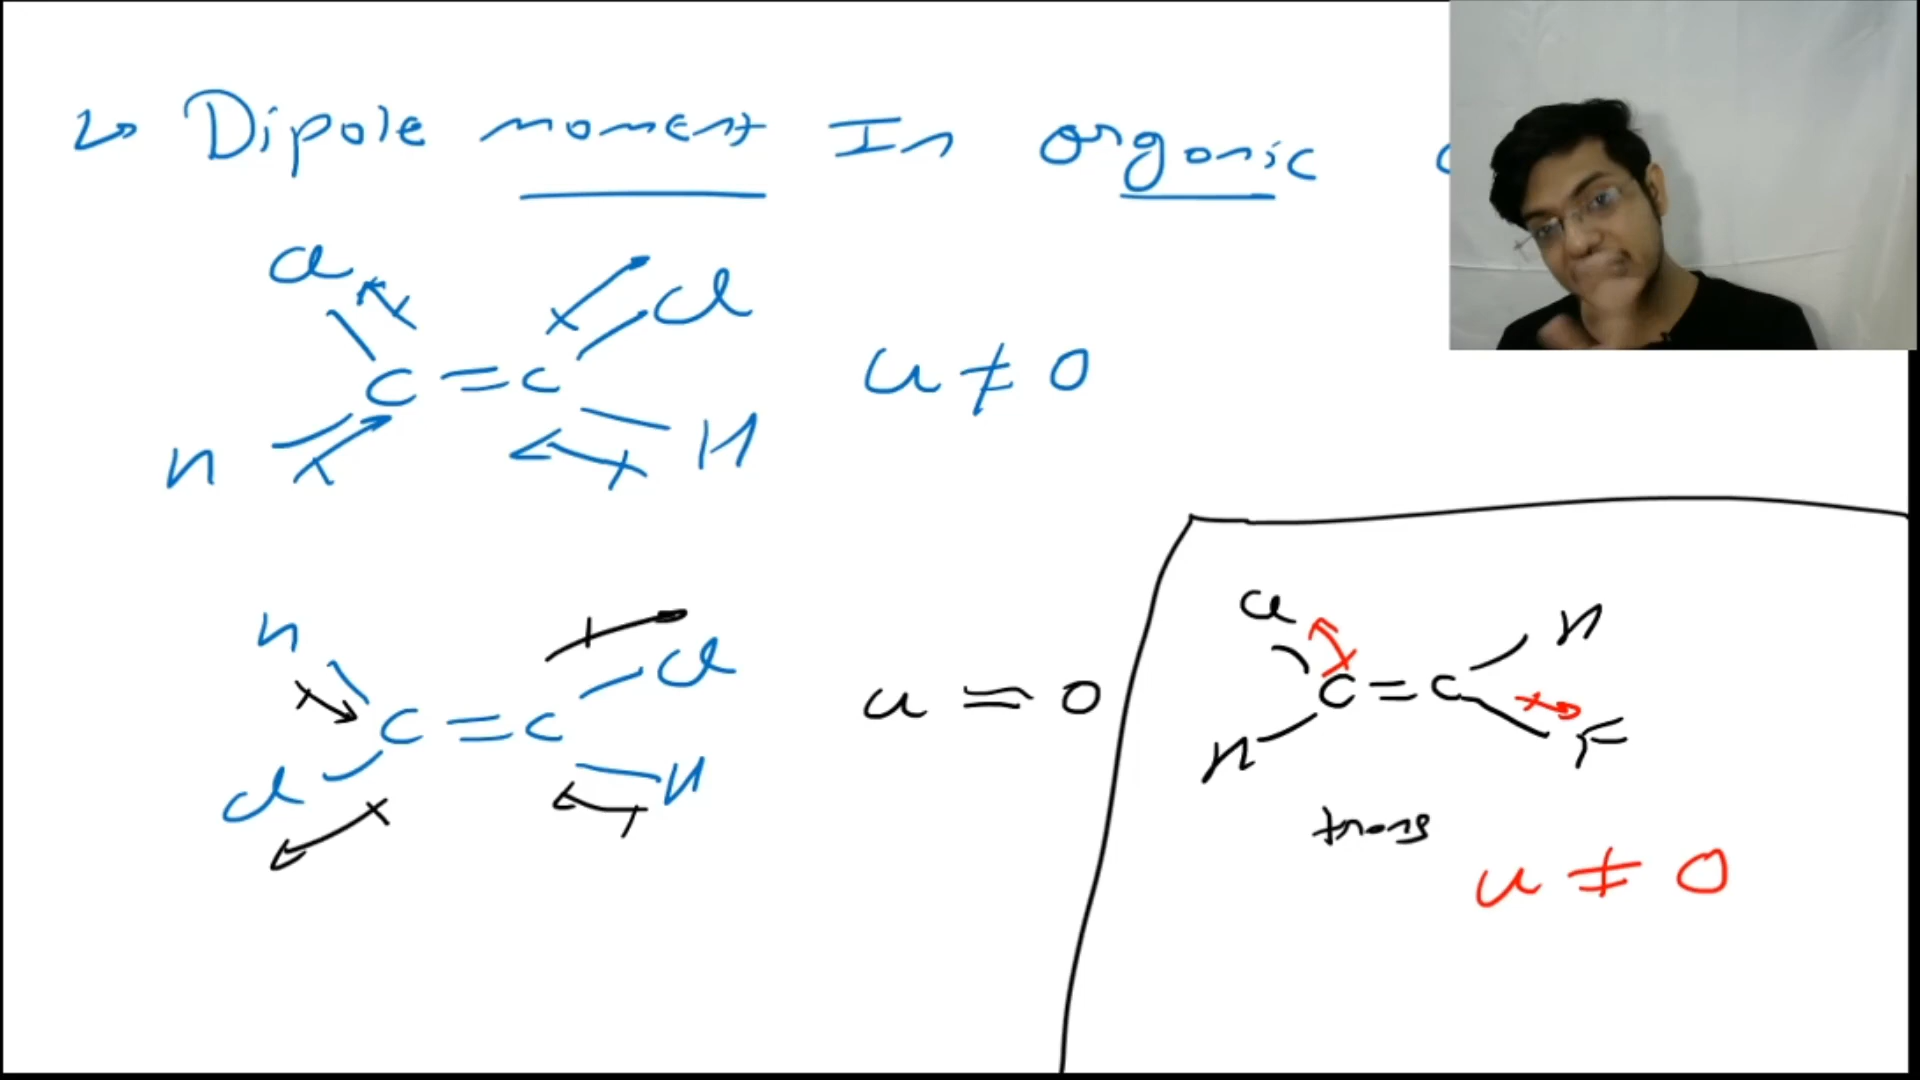 Dipole moment In organic
Cl Cl
C = C
H H
u ≠ 0
H Cl
C = C
Cl H
u = 0
Cl H
C = C
H F
trans
u ≠ 0